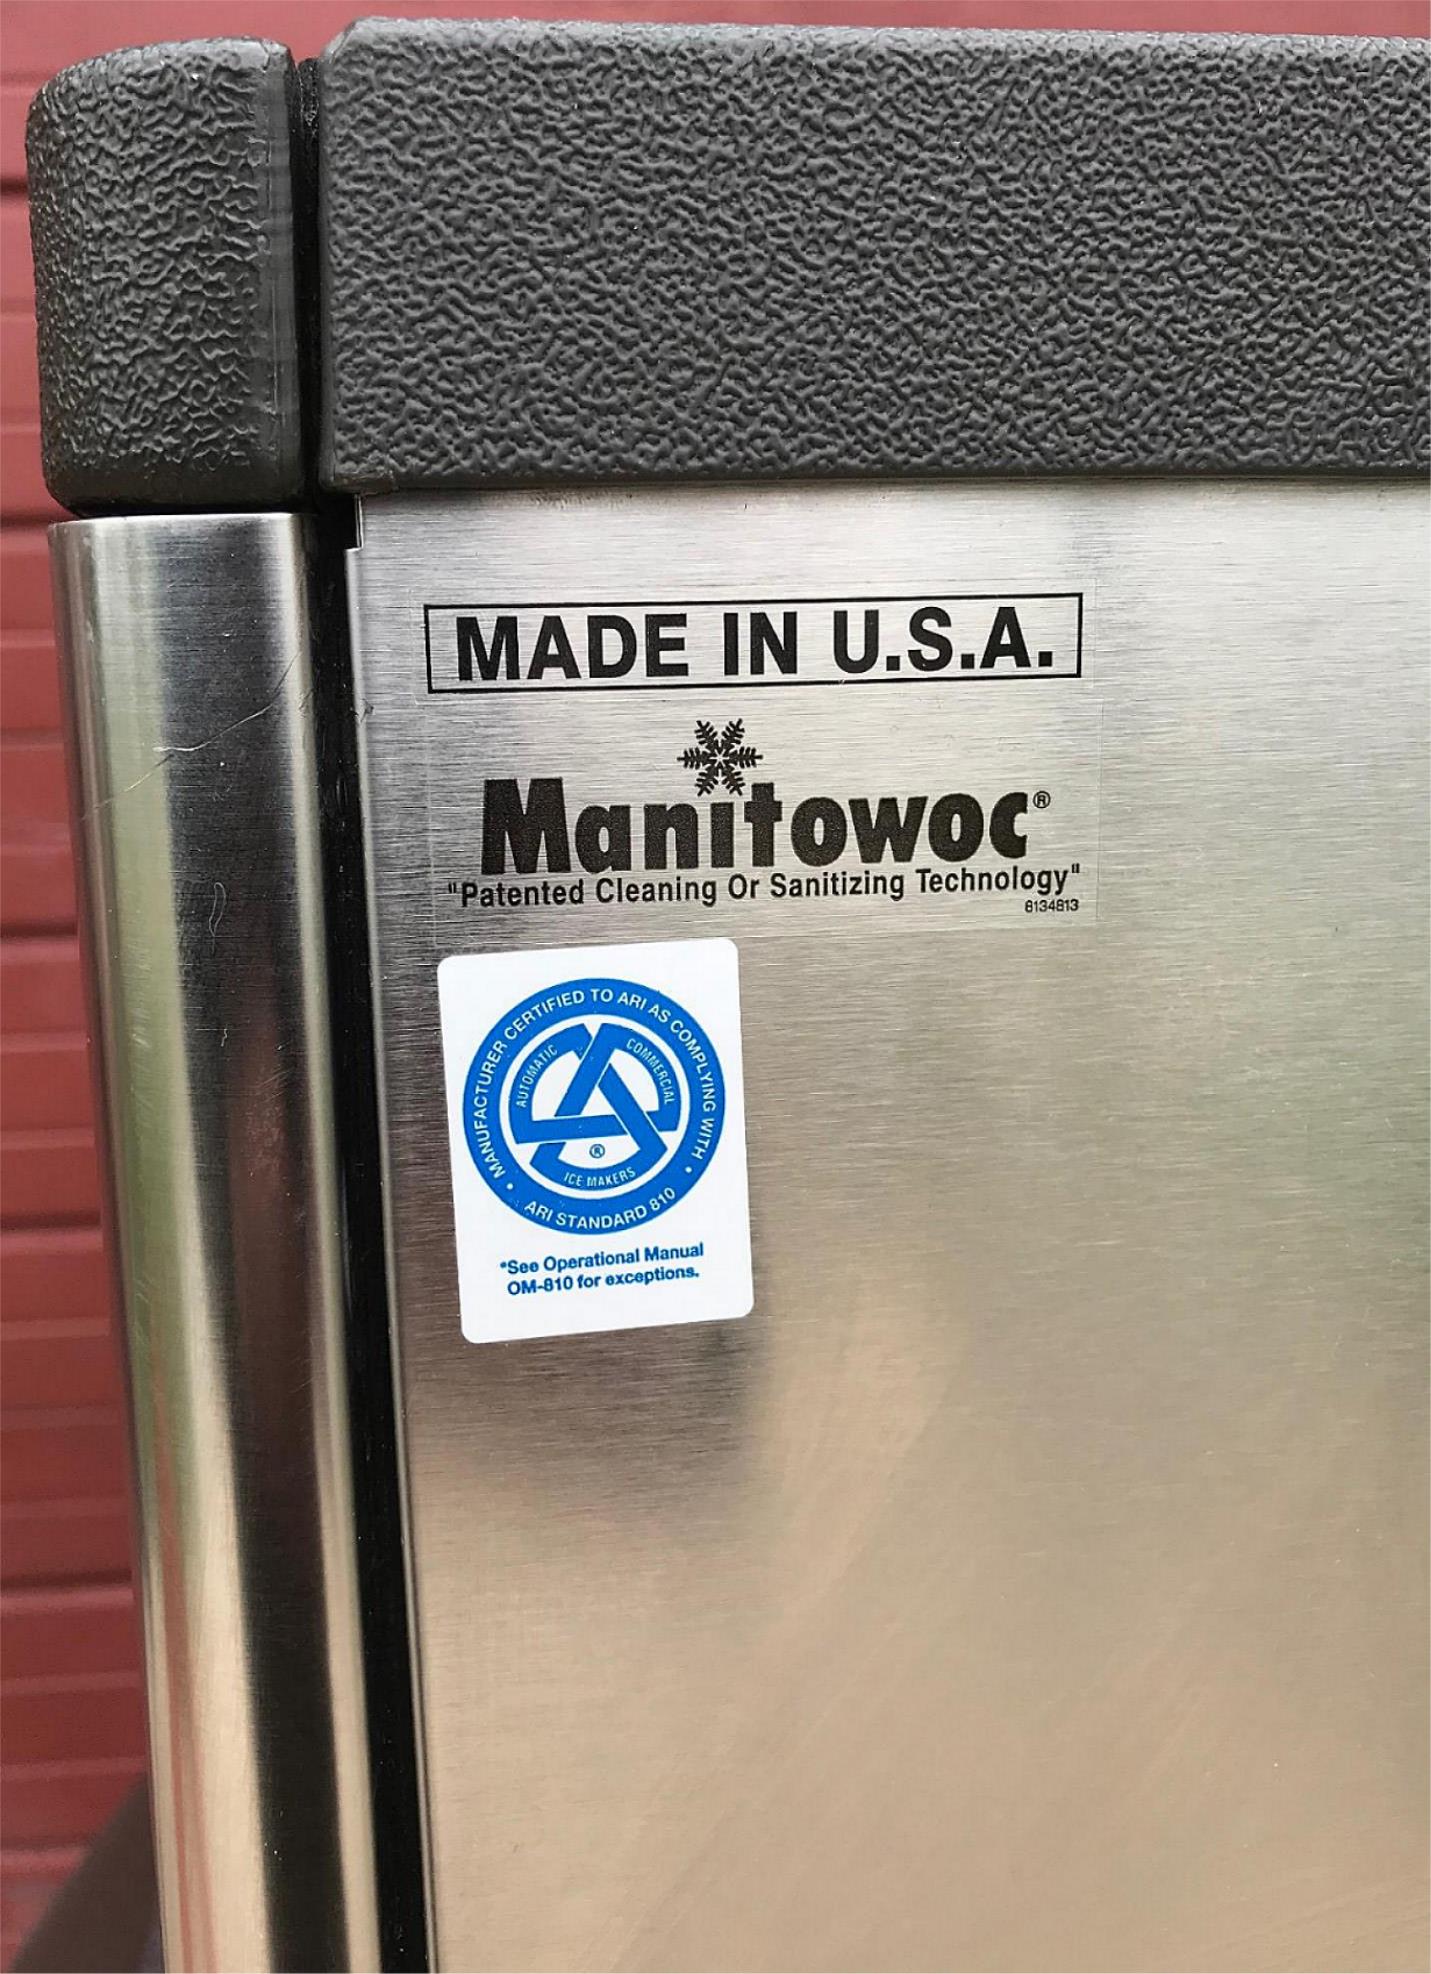 MADE IN U.S.A.
Manitowoc®
"Patented Cleaning Or Sanitizing Technology"
8134813
• MANUFACTURER CERTIFIED TO ARI AS COMPLYING WITH •
AUTOMATIC
COMMERCIAL
®
ICE MAKERS
ARI STANDARD 810
*See Operational Manual
OM-810 for exceptions.